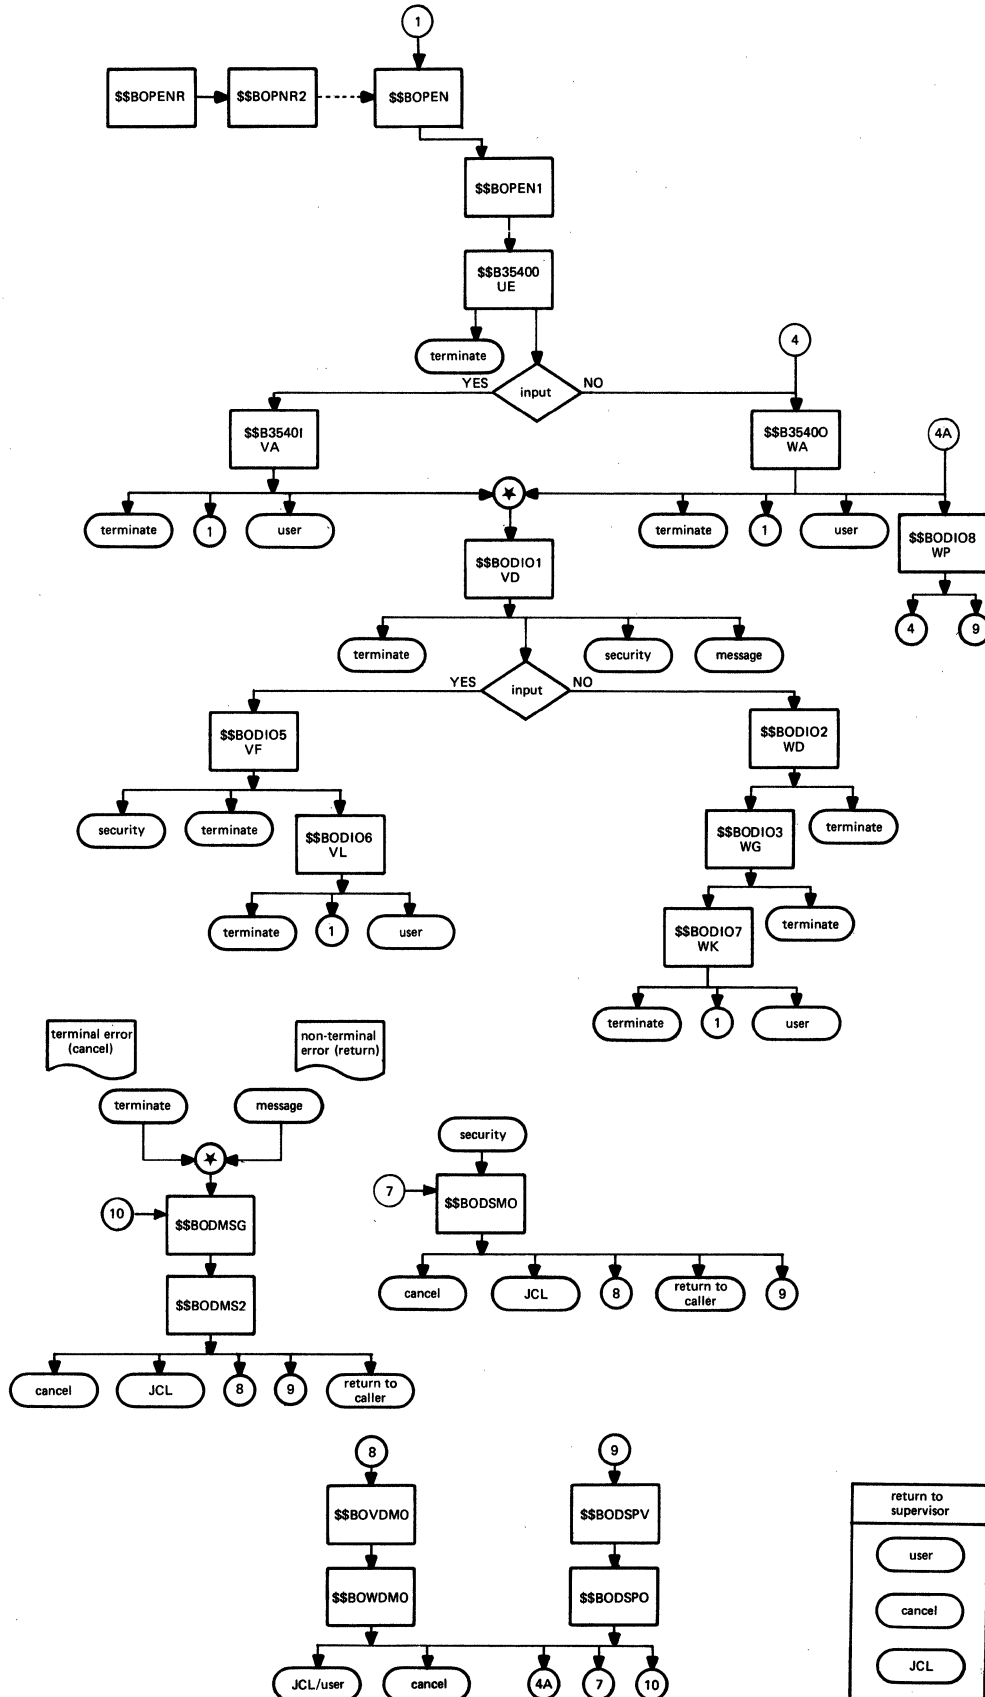 1
$$BOPENR
$$BOPNR2
$$BOPEN
$$BOPEN1
$$B35400
UE
terminate
4
YES
input
NO
$$B3540I
VA
$$B3540O
WA
4A
terminate
1
user
terminate
1
user
$$BODIO8
WP
$$BODIO1
VD
4
9
terminate
security
message
YES
input
NO
$$BODIO5
VF
$$BODIO2
WD
security
terminate
$$BODIO6
VL
$$BODIO3
WG
terminate
terminate
1
user
$$BODIO7
WK
terminate
terminate
1
user
terminal error
(cancel)
non-terminal
error (return)
terminate
message
security
7
$$BODSMO
10
$$BODMSG
cancel
JCL
8
return to
caller
9
$$BODMS2
cancel
JCL
8
9
return to
caller
8
9
$$BOVDMO
$$BODSPV
return to
supervisor
user
$$BOWDMO
$$BODSPO
cancel
JCL
JCL/user
cancel
4A
7
10